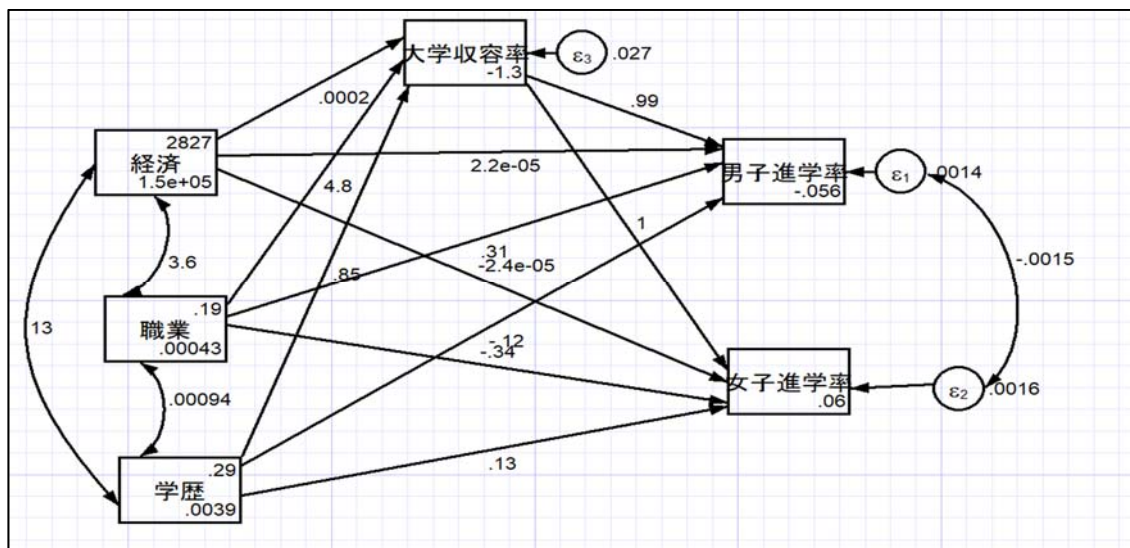 大学収容率
-1.3
ε3
.027
.0002
.99
2827
経済
1.5e+05
2.2e-05
男子進学率
-.056
ε1
.0014
4.8
1
.31
-2.4e-05
-.0015
3.6
.85
.19
職業
.00043
13
-.12
-.34
女子進学率
.06
ε2
.0016
.00094
.29
学歴
.0039
.13